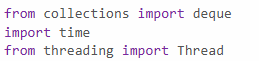 from collections import deque
import time
from threading import Thread